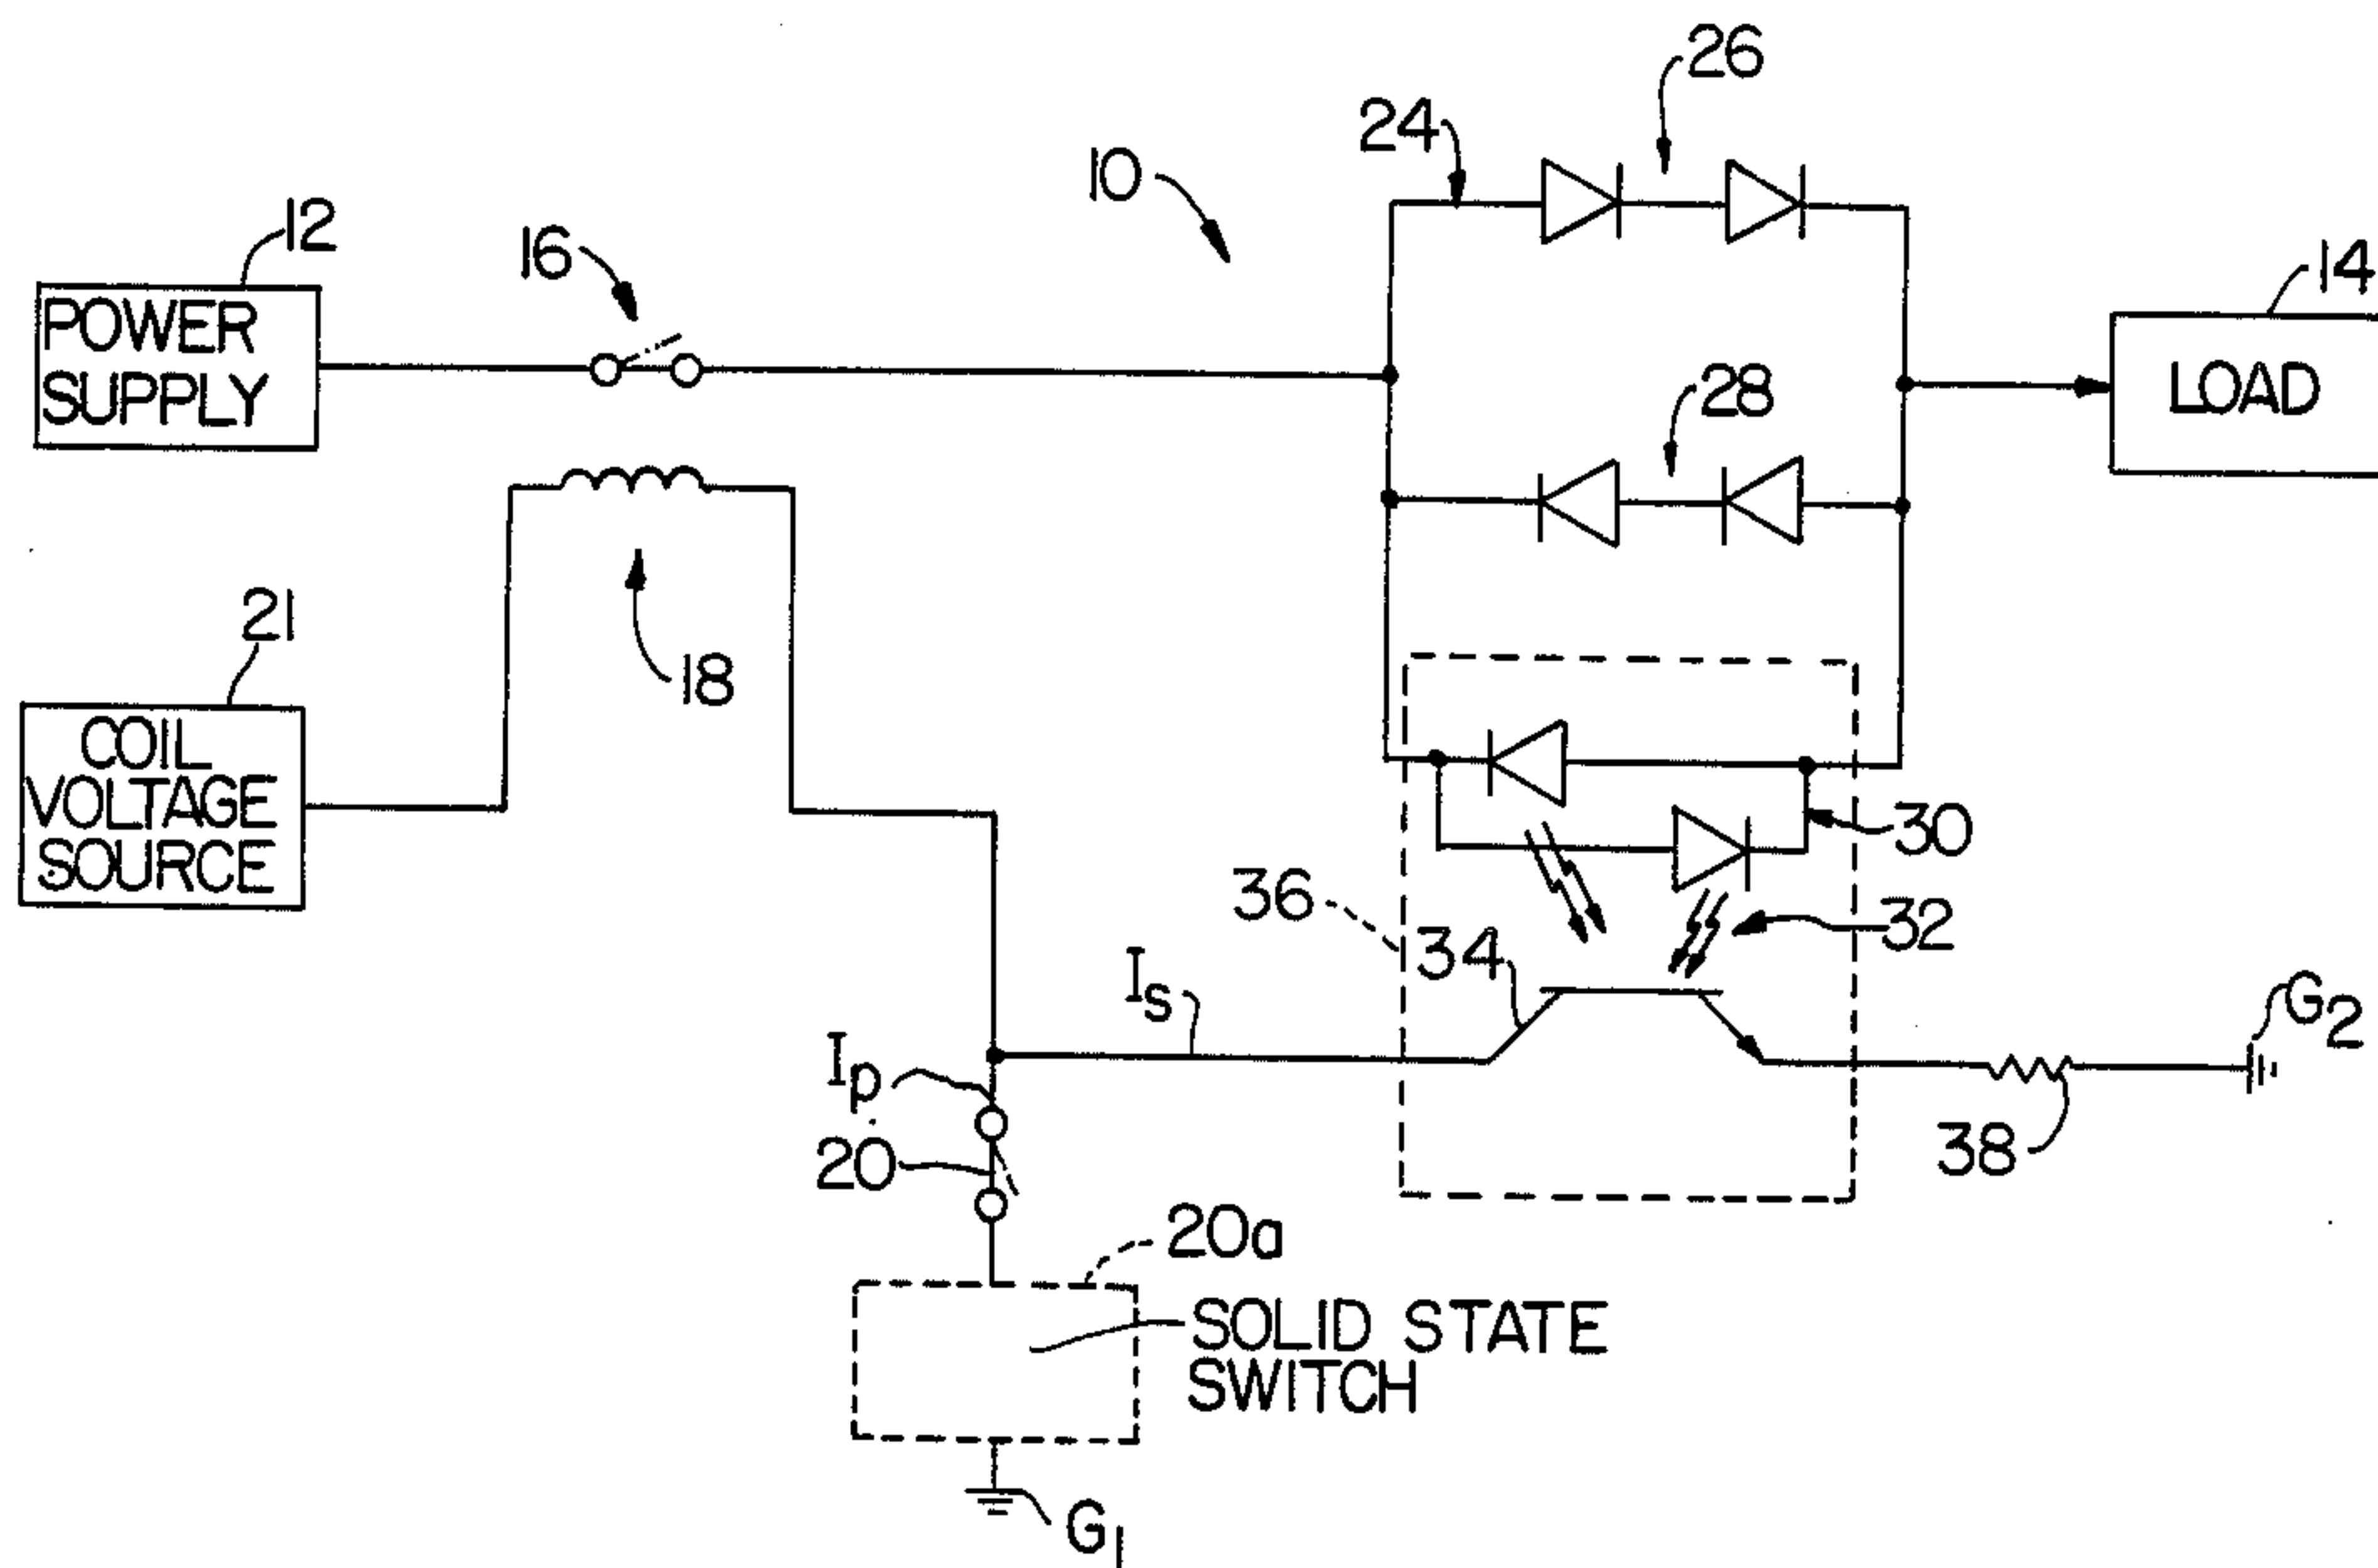 26
24
10
12
16
14
POWER
SUPPLY
28
LOAD
21
18
COIL
VOLTAGE
SOURCE
30
36
32
34
Is
G2
Ip
20
38
20a
SOLID STATE
SWITCH
G1